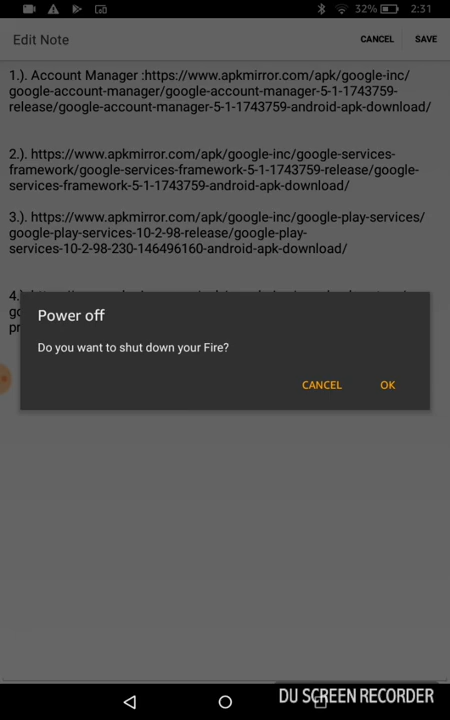 32% 2:31
Edit Note CANCEL SAVE
1.). Account Manager :https://www.apkmirror.com/apk/google-inc/
google-account-manager/google-account-manager-5-1-1743759-
release/google-account-manager-5-1-1743759-android-apk-download/
2.). https://www.apkmirror.com/apk/google-inc/google-services-
framework/google-services-framework-5-1-1743759-release/google-
services-framework-5-1-1743759-android-apk-download/
3.). https://www.apkmirror.com/apk/google-inc/google-play-services/
google-play-services-10-2-98-release/google-play-
services-10-2-98-230-146496160-android-apk-download/
4.
Power off
Do you want to shut down your Fire?
CANCEL OK
DU SCREEN RECORDER